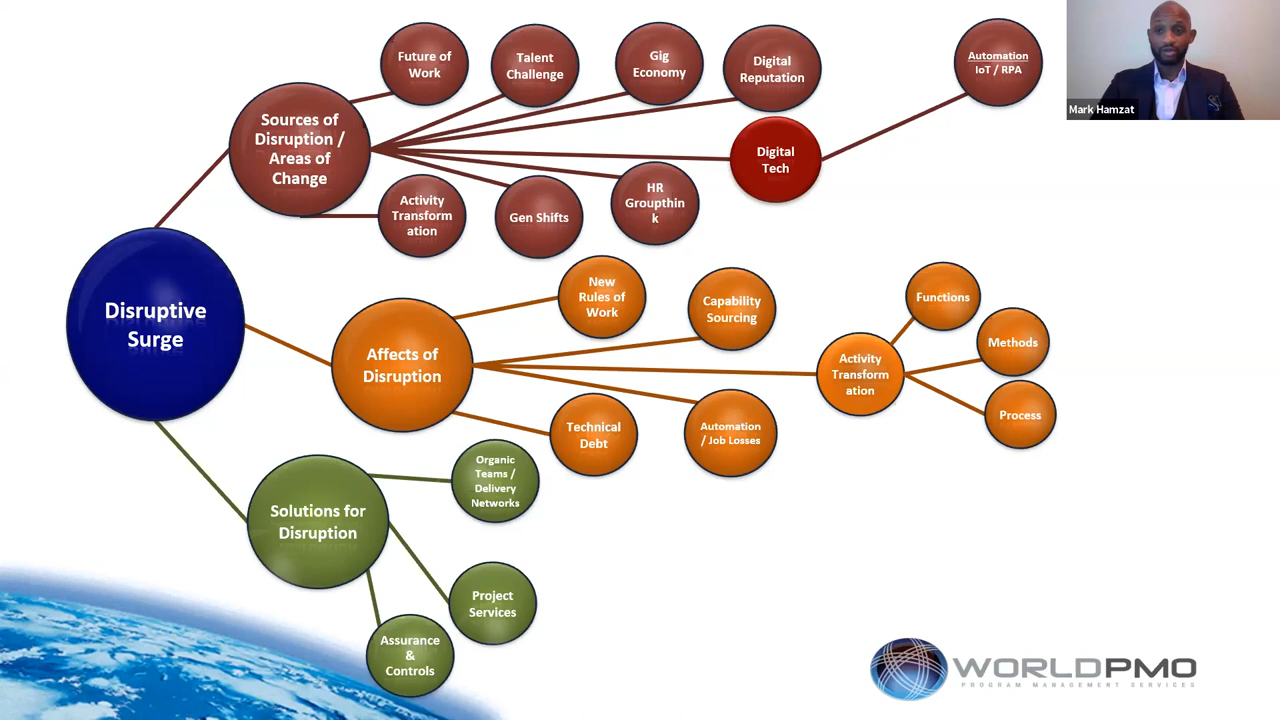 Future of
Work
Talent
Challenge
Gig
Economy
Digital
Reputation
Automation
IoT / RPA
Mark Hamzat
Sources of
Disruption /
Areas of
Change
Digital
Tech
Activity
Transform
ation
Gen Shifts
HR
Groupthin
k
Disruptive
Surge
New
Rules of
Work
Capability
Sourcing
Functions
Methods
Affects of
Disruption
Activity
Transform
ation
Process
Technical
Debt
Automation
/ Job Losses
Organic
Teams /
Delivery
Networks
Solutions for
Disruption
Project
Services
Assurance
&
Controls
WORLDPMO
PROGRAM MANAGEMENT SERVICES